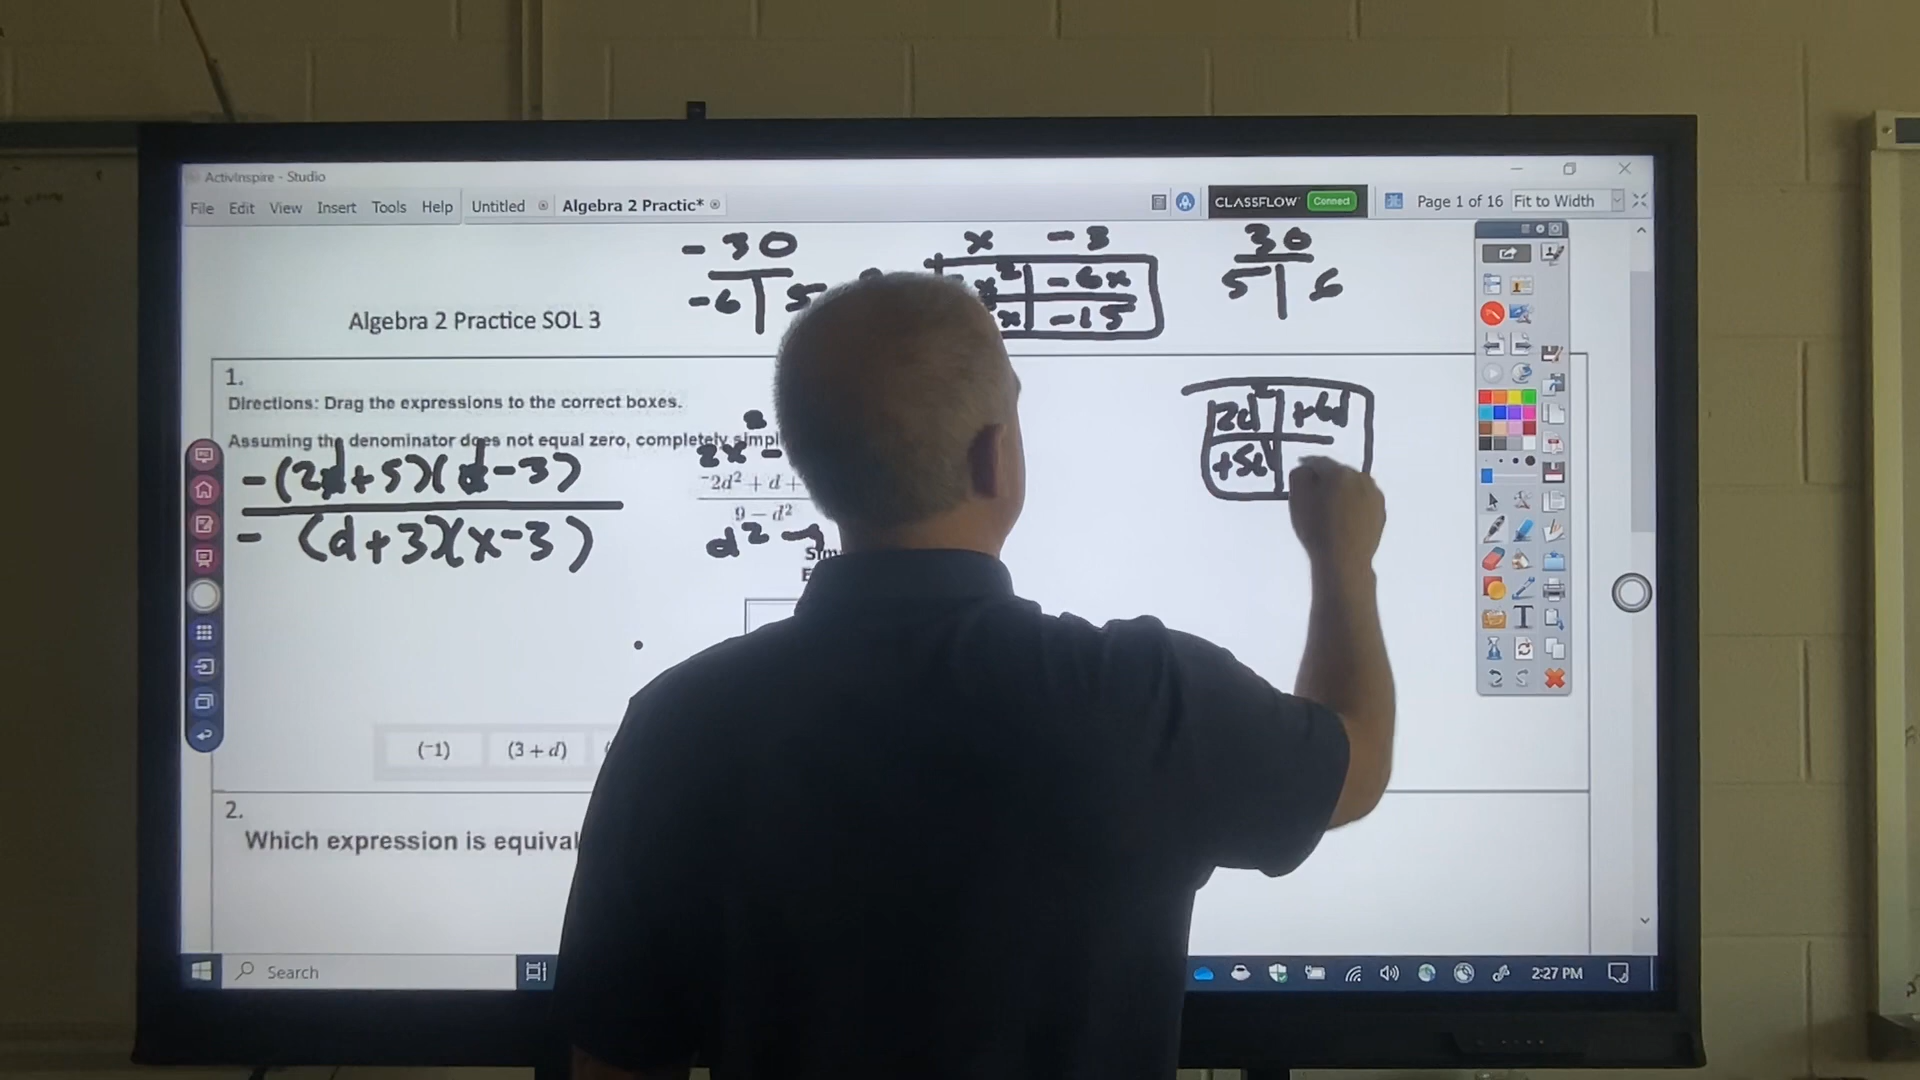 ActivInspire - Studio
File Edit View Insert Tools Help Untitled Algebra 2 Practic* CLASSFLOW Connect Page 1 of 16 Fit to Width
-30
-6 5
x -3
-6x
x -15
30
5 6
Algebra 2 Practice SOL 3
1.
Directions: Drag the expressions to the correct boxes.
Assuming the denominator does not equal zero, completely simpl
-(2d+5)(d-3)
-(d+3)(x-3)
2x² -
⁻2d² + d +
9 − d²
d² -
2d² +6d
+5d
(⁻1) (3 + d)
2.
Which expression is equival
Search
2:27 PM